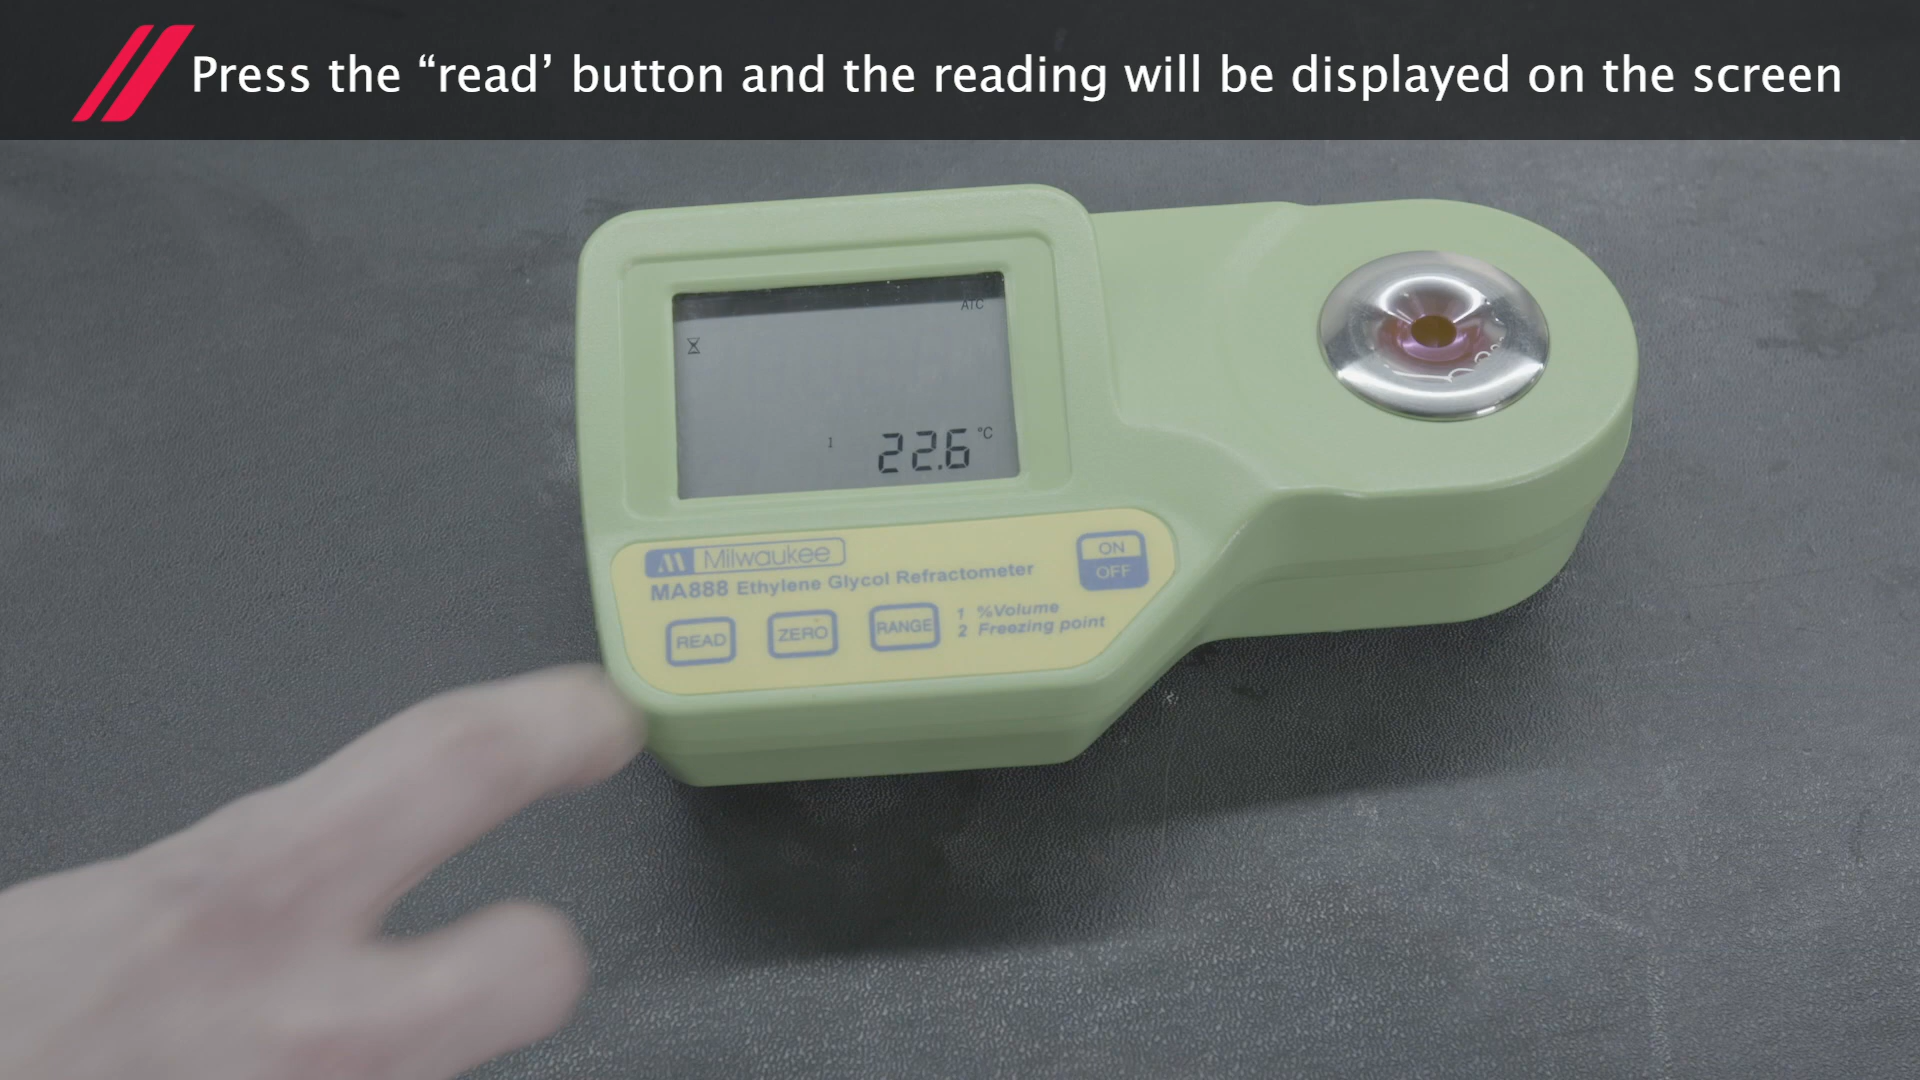 Press the “read’ button and the reading will be displayed on the screen
ATC
1 22.6 °C
Milwaukee
MA888 Ethylene Glycol Refractometer
ON
OFF
READ ZERO RANGE
1 %Volume
2 Freezing point